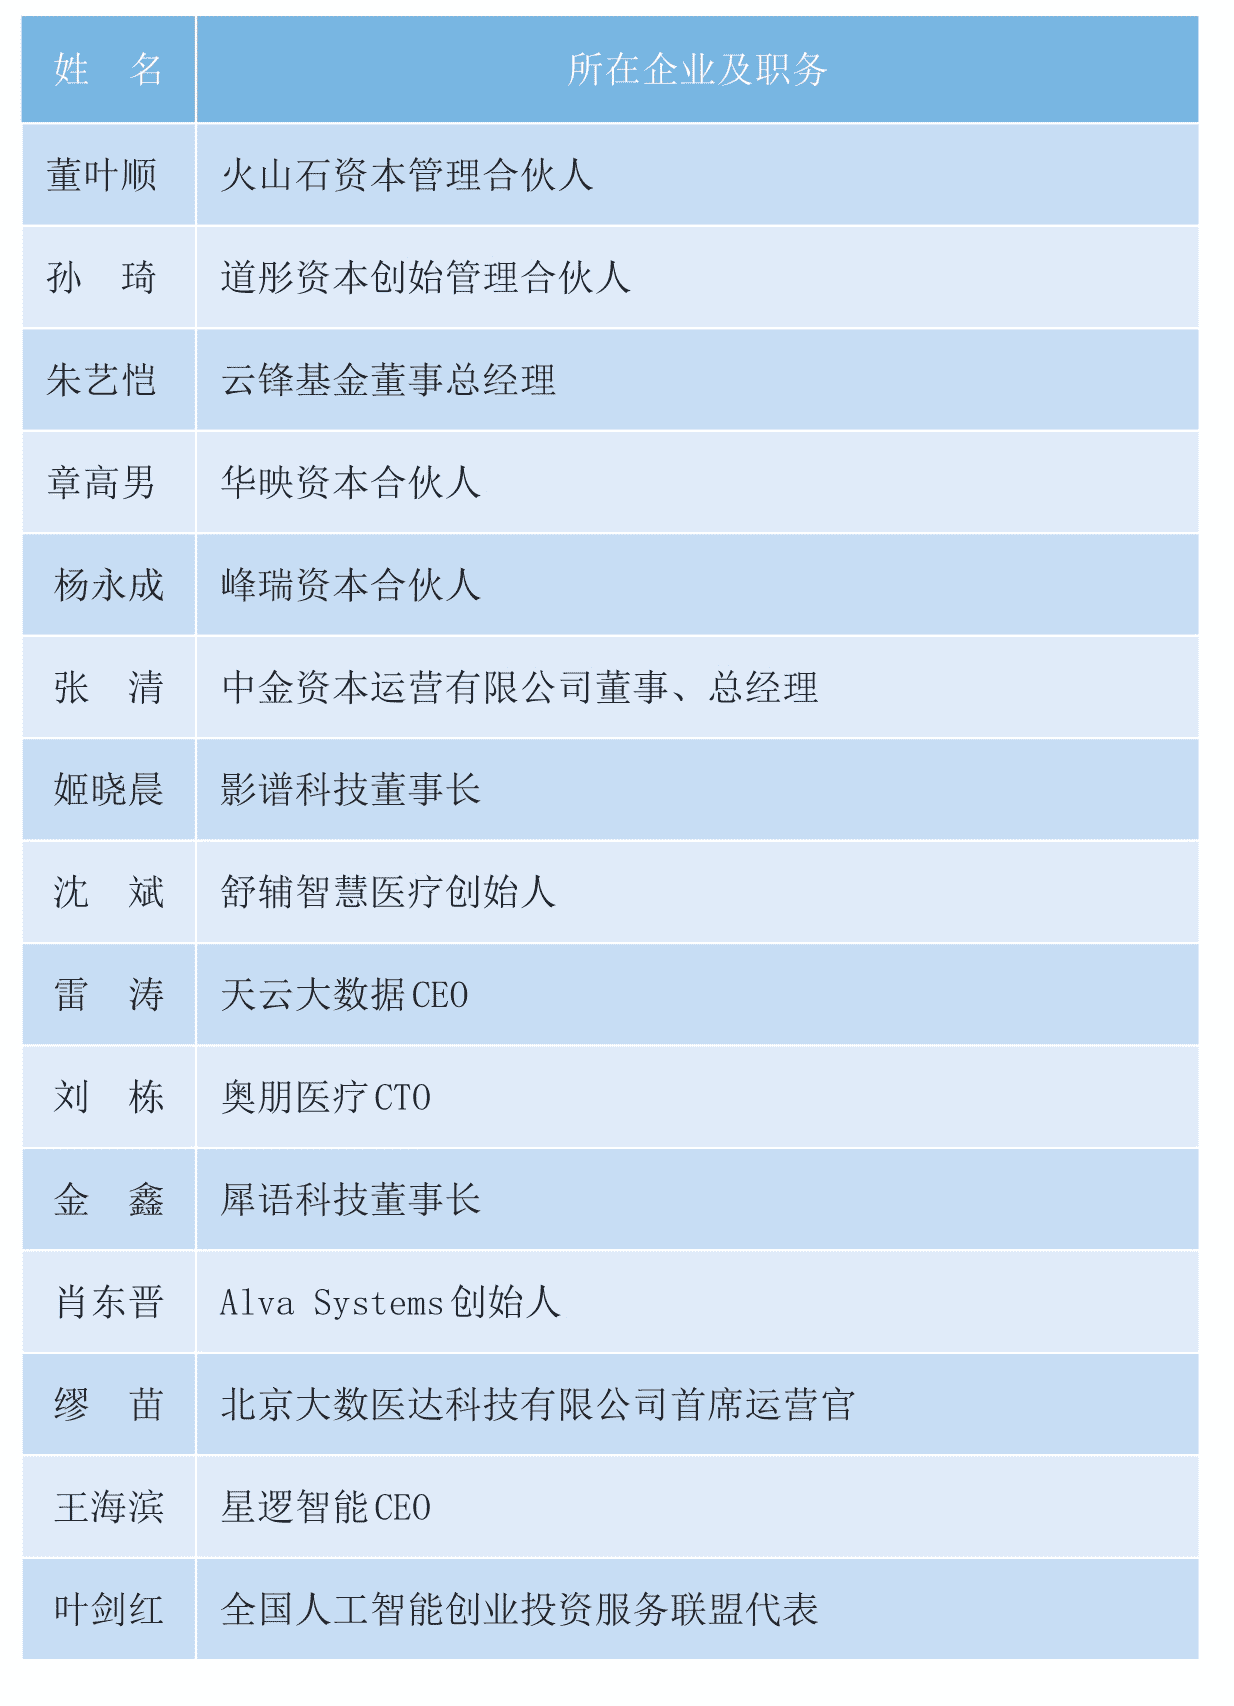 姓 名 所在企业及职务
董叶顺 火山石资本管理合伙人
孙 琦 道彤资本创始管理合伙人
朱艺恺 云锋基金董事总经理
章高男 华映资本合伙人
杨永成 峰瑞资本合伙人
张 清 中金资本运营有限公司董事、总经理
姬晓晨 影谱科技董事长
沈 斌 舒辅智慧医疗创始人
雷 涛 天云大数据CEO
刘 栋 奥朋医疗CTO
金 鑫 犀语科技董事长
肖东晋 Alva Systems创始人
缪 苗 北京大数医达科技有限公司首席运营官
王海滨 星逻智能CEO
叶剑红 全国人工智能创业投资服务联盟代表